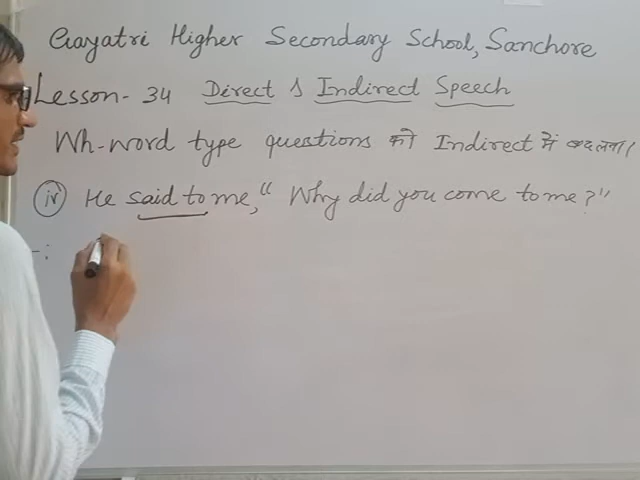 Gayatri Higher Secondary School, Sanchore
Lesson- 34 Direct & Indirect Speech
Wh-word type questions को Indirect में बदलना।
iv He said to me, “Why did you come to me?”
-: